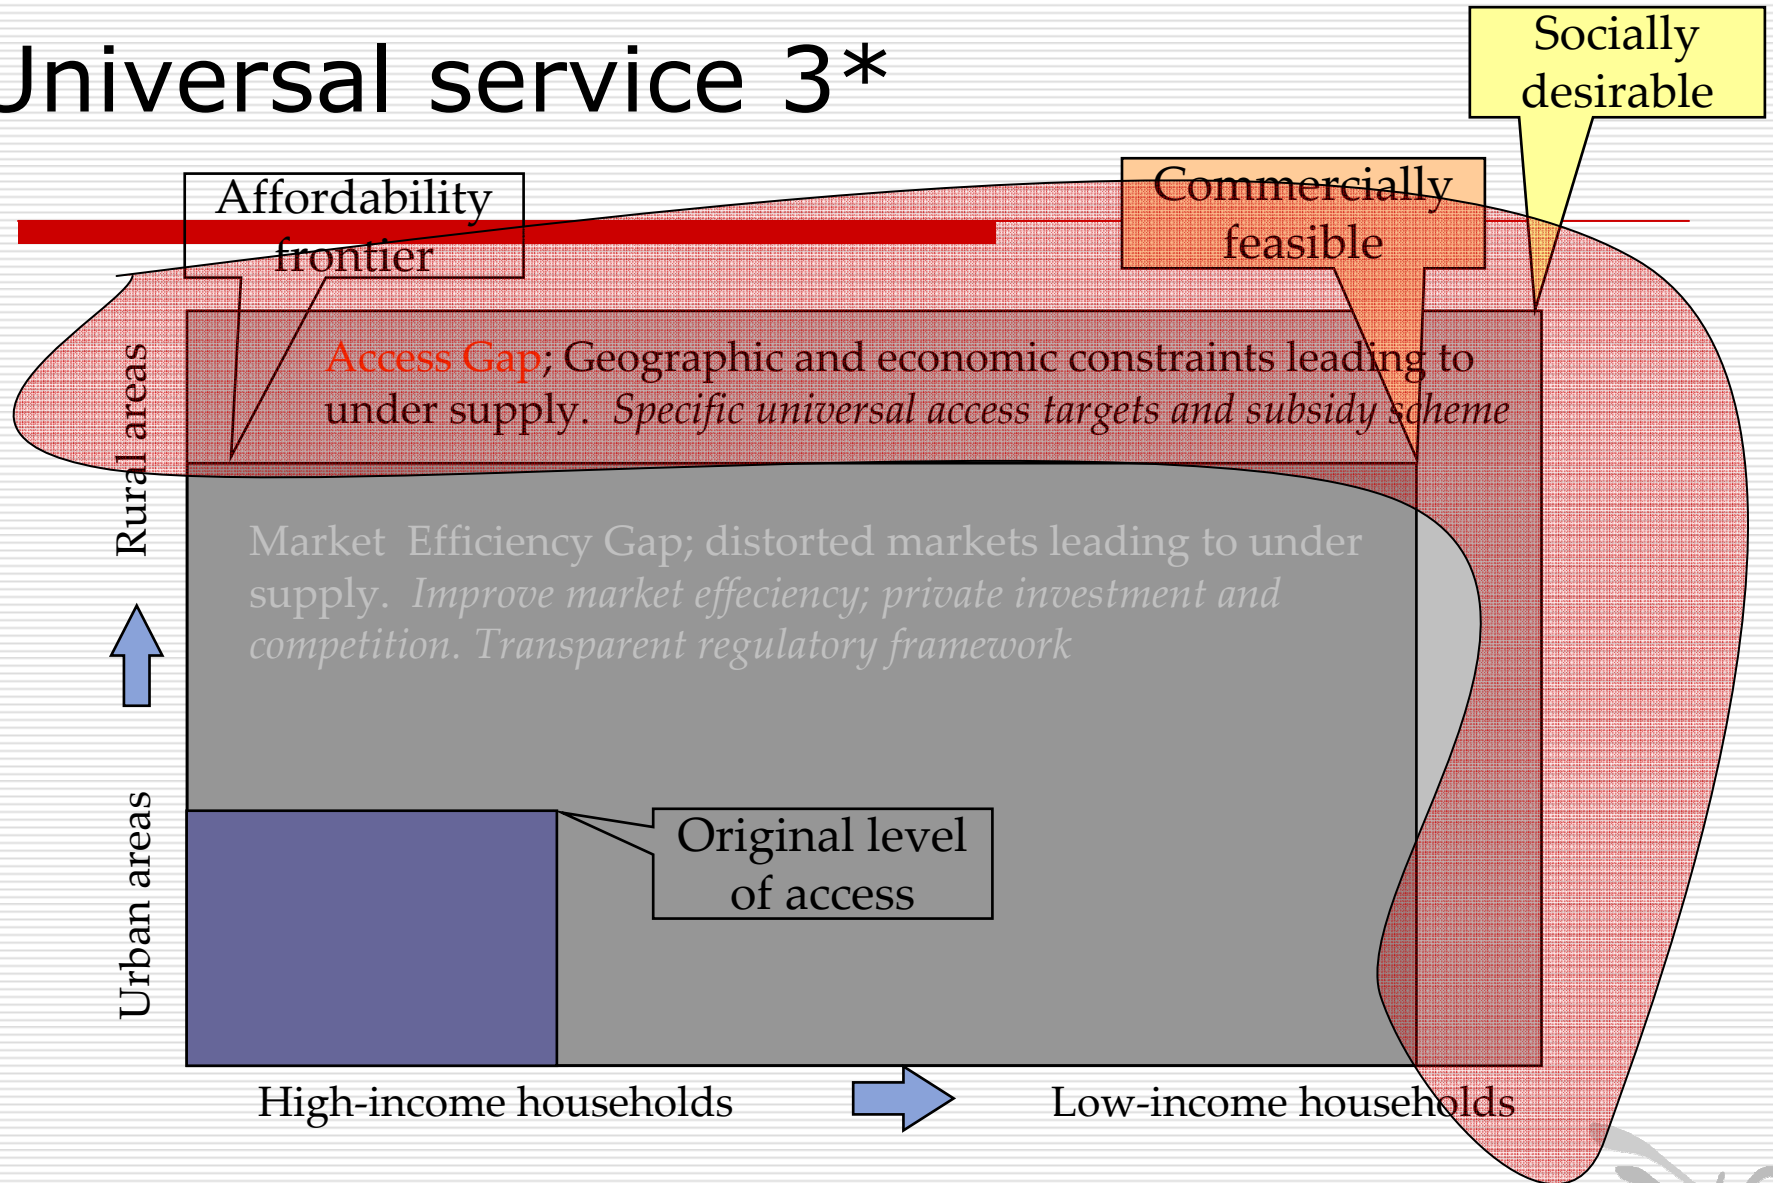 Universal service 3*
Socially
desirable
Affordability
frontier
Commercially
feasible
Access Gap; Geographic and economic constraints leading to
under supply. Specific universal access targets and subsidy scheme
Rural areas
Market Efficiency Gap; distorted markets leading to under
supply. Improve market effeciency; private investment and
competition. Transparent regulatory framework
Urban areas
Original level
of access
High-income households
Low-income households